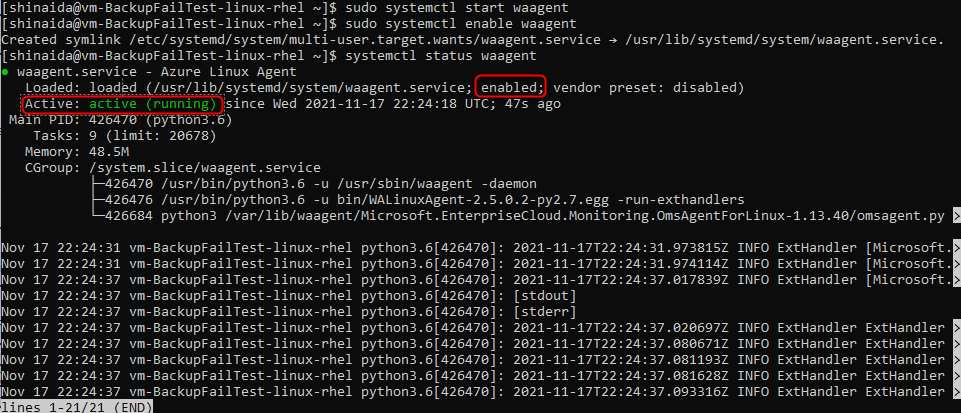 [shinaida@vm-BackupFailTest-linux-rhel ~]$ sudo systemctl start waagent
[shinaida@vm-BackupFailTest-linux-rhel ~]$ sudo systemctl enable waagent
Created symlink /etc/systemd/system/multi-user.target.wants/waagent.service → /usr/lib/systemd/system/waagent.service.
[shinaida@vm-BackupFailTest-linux-rhel ~]$ systemctl status waagent
● waagent.service - Azure Linux Agent
Loaded: loaded (/usr/lib/systemd/system/waagent.service; enabled; vendor preset: disabled)
Active: active (running) since Wed 2021-11-17 22:24:18 UTC; 47s ago
Main PID: 426470 (python3.6)
Tasks: 9 (limit: 20678)
Memory: 48.5M
CGroup: /system.slice/waagent.service
├─426470 /usr/bin/python3.6 -u /usr/sbin/waagent -daemon
├─426476 /usr/bin/python3.6 -u bin/WALinuxAgent-2.5.0.2-py2.7.egg -run-exthandlers
└─426684 python3 /var/lib/waagent/Microsoft.EnterpriseCloud.Monitoring.OmsAgentForLinux-1.13.40/omsagent.py >
Nov 17 22:24:31 vm-BackupFailTest-linux-rhel python3.6[426470]: 2021-11-17T22:24:31.973815Z INFO ExtHandler [Microsoft.>
Nov 17 22:24:31 vm-BackupFailTest-linux-rhel python3.6[426470]: 2021-11-17T22:24:31.974114Z INFO ExtHandler [Microsoft.>
Nov 17 22:24:37 vm-BackupFailTest-linux-rhel python3.6[426470]: 2021-11-17T22:24:37.017839Z INFO ExtHandler [Microsoft.>
Nov 17 22:24:37 vm-BackupFailTest-linux-rhel python3.6[426470]: [stdout]
Nov 17 22:24:37 vm-BackupFailTest-linux-rhel python3.6[426470]: [stderr]
Nov 17 22:24:37 vm-BackupFailTest-linux-rhel python3.6[426470]: 2021-11-17T22:24:37.020697Z INFO ExtHandler ExtHandler >
Nov 17 22:24:37 vm-BackupFailTest-linux-rhel python3.6[426470]: 2021-11-17T22:24:37.080671Z INFO ExtHandler ExtHandler >
Nov 17 22:24:37 vm-BackupFailTest-linux-rhel python3.6[426470]: 2021-11-17T22:24:37.081193Z INFO ExtHandler ExtHandler >
Nov 17 22:24:37 vm-BackupFailTest-linux-rhel python3.6[426470]: 2021-11-17T22:24:37.081628Z INFO ExtHandler ExtHandler >
Nov 17 22:24:37 vm-BackupFailTest-linux-rhel python3.6[426470]: 2021-11-17T22:24:37.093316Z INFO ExtHandler ExtHandler >
lines 1-21/21 (END)